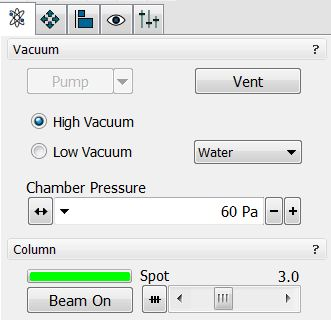 Vacuum ?
Pump Vent
High Vacuum
Low Vacuum Water
Chamber Pressure
60 Pa - +
Column ?
Spot 3.0
Beam On